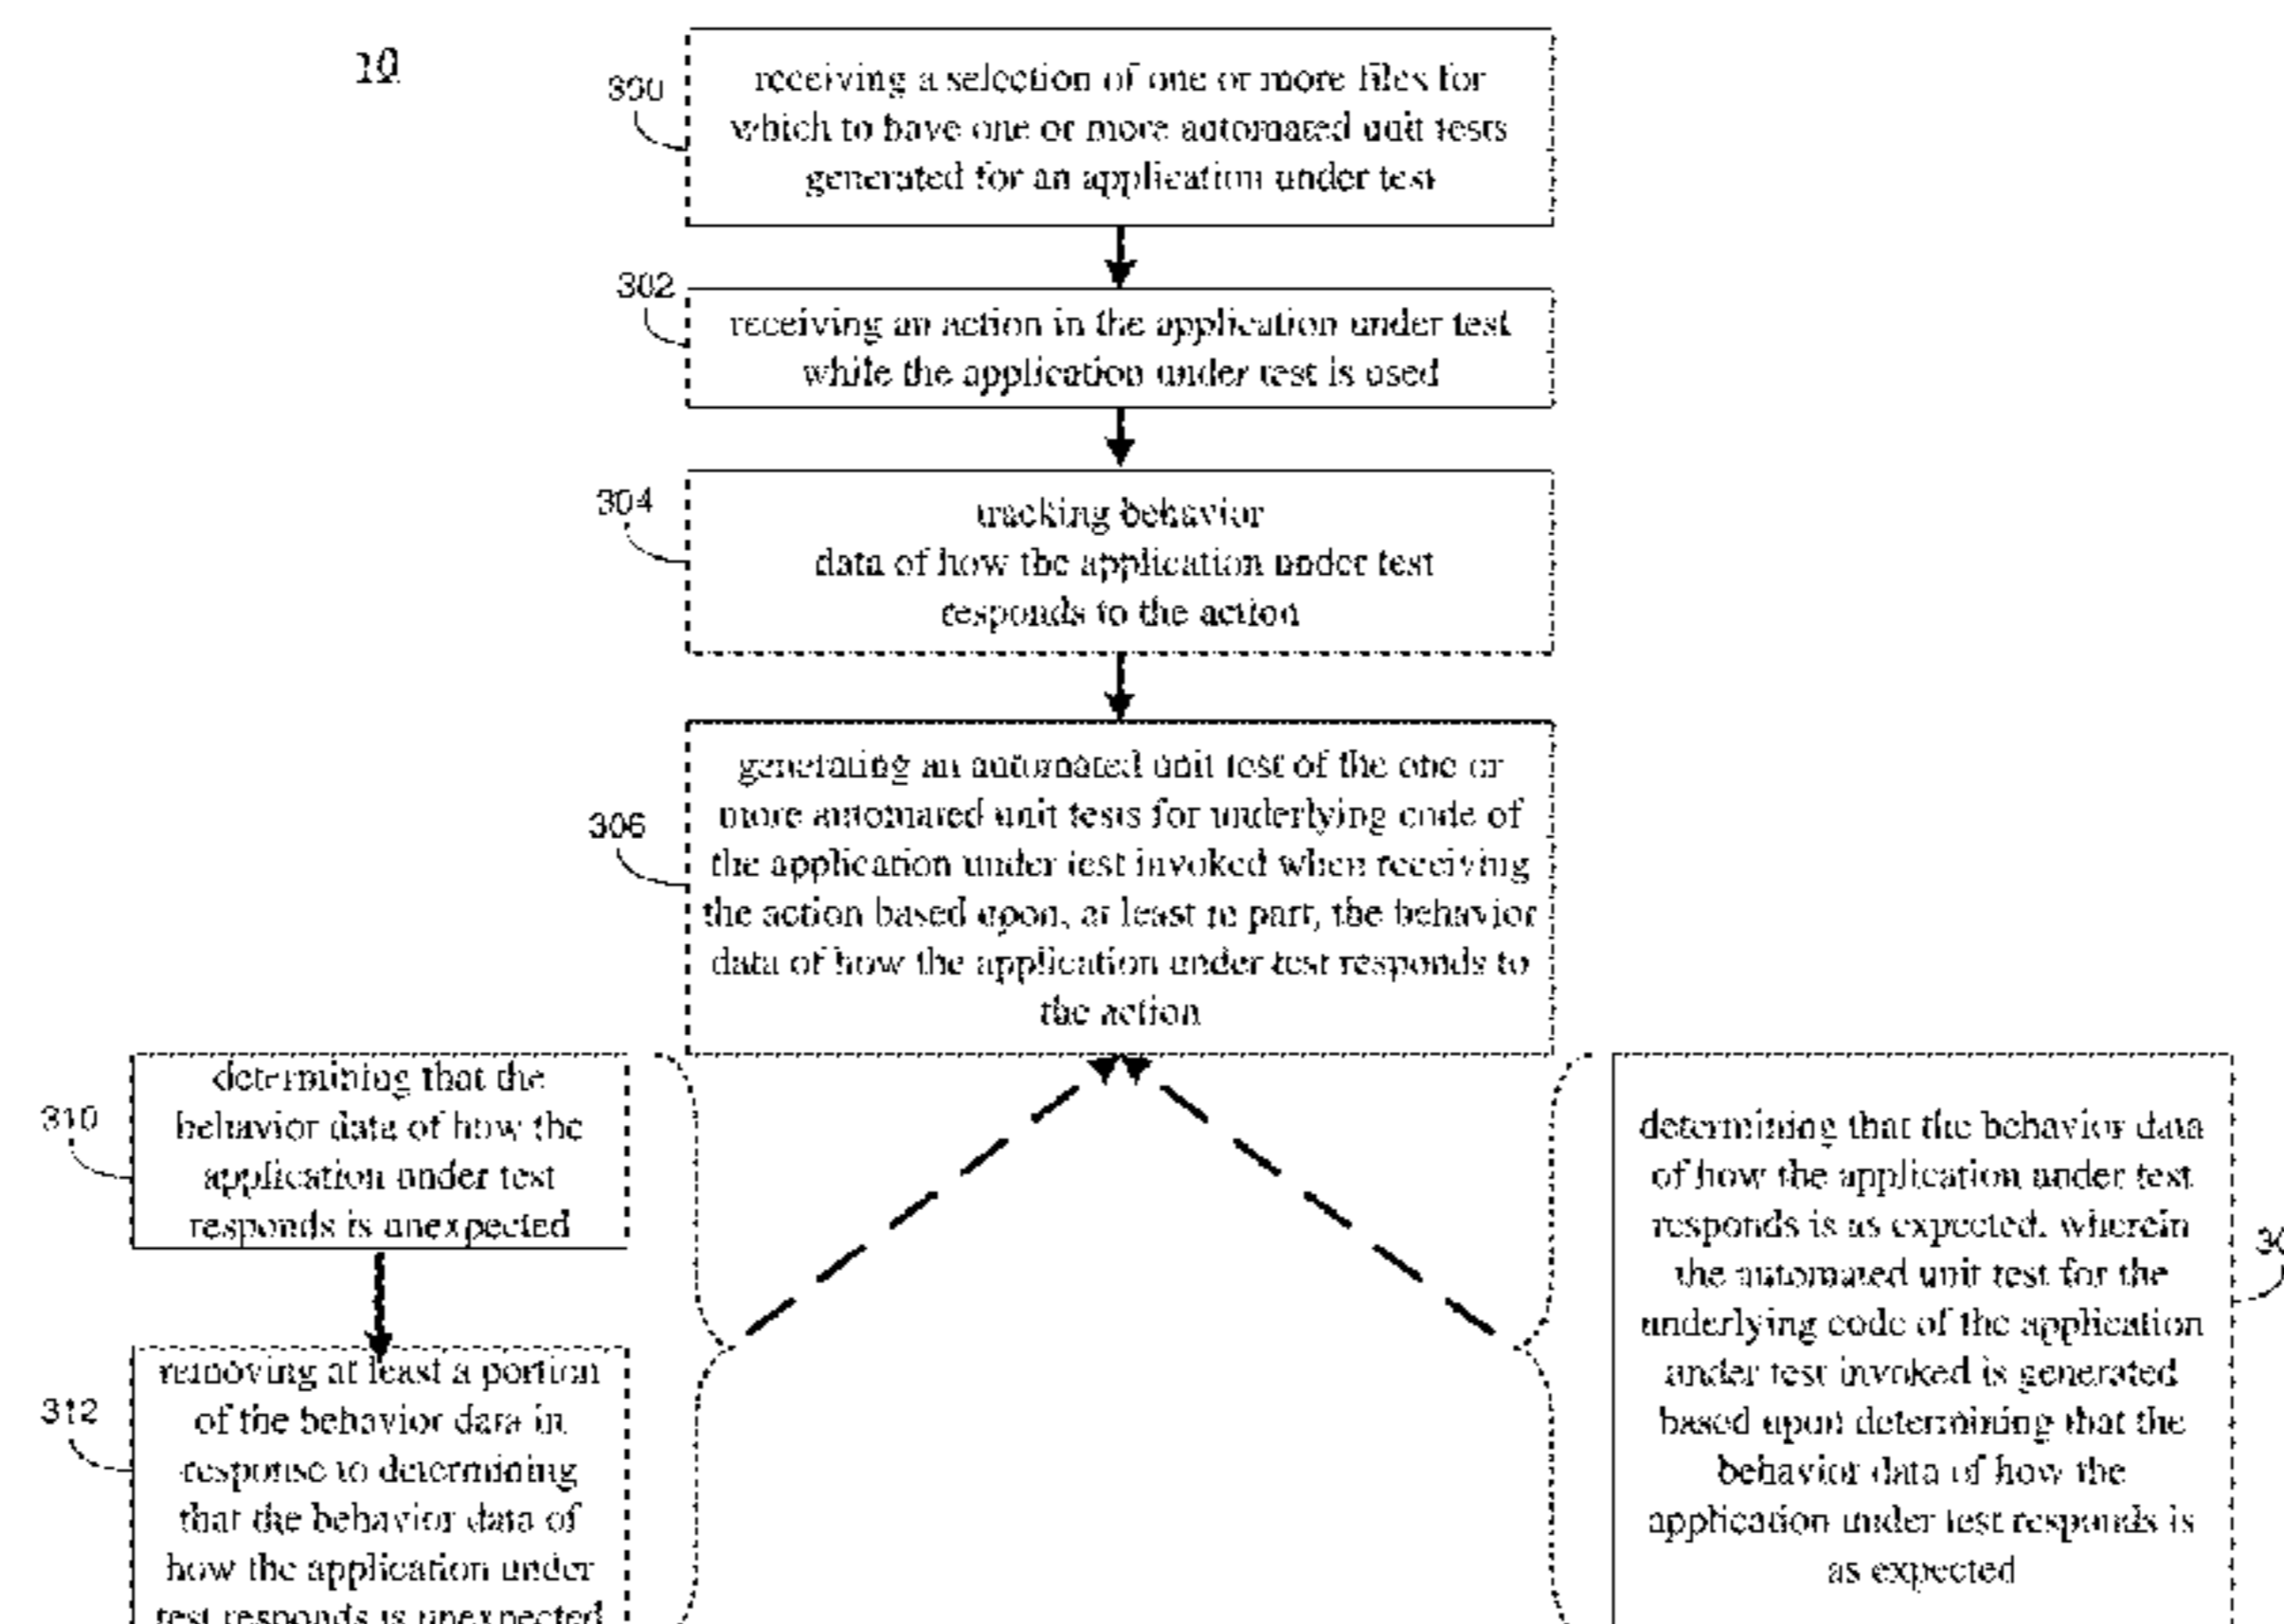 10
300
receiving a selection of one or more files for
which to have one or more automated unit tests
generated for an application under test
302
receiving an action in the application under test
while the application under test is used
304
tracking behavior
data of how the application under test
responds to the action
306
generating an automated unit test of the one or
more automated unit tests for underlying code of
the application under test invoked when receiving
the action based upon, at least in part, the behavior
data of how the application under test responds to
the action
310
determining that the
behavior data of how the
application under test
responds is unexpected
312
removing at least a portion
of the behavior data in
response to determining
that the behavior data of
how the application under
test responds is unexpected
determining that the behavior data
of how the application under test
responds is as expected, wherein
the automated unit test for the
underlying code of the application
under test invoked is generated
based upon determining that the
behavior data of how the
application under test responds is
as expected